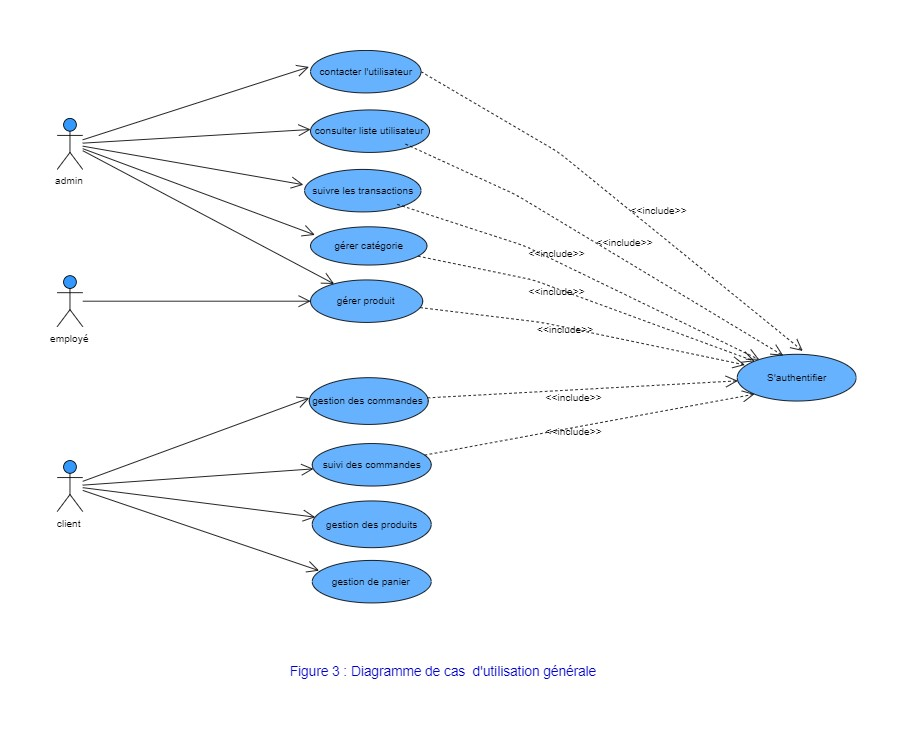 contacter l'utilisateur
consulter liste utilisateur
admin
suivre les transactions
<<include>>
<<include>>
gérer catégorie
<<include>>
<<include>>
gérer produit
<<include>>
employé
S'authentifier
gestion des commandes
<<include>>
<<include>>
suivi des commandes
client
gestion des produits
gestion de panier
Figure 3 : Diagramme de cas  d'utilisation générale